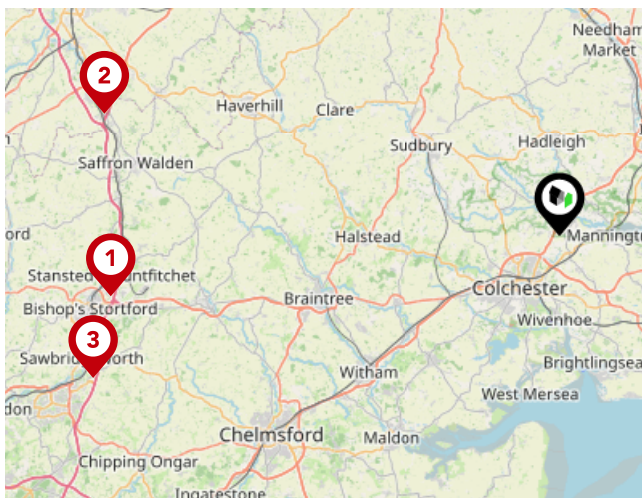 Needham
Market
2
Haverhill
Clare
Sudbury
Hadleigh
Saffron Walden
ord
Halstead
Manningtr
1
Stansted
untfitchet
Colchester
Bishop's Stortford
Braintree
Wivenhoe
3
Sawbridgeworth
Brightlingsea
Witham
West Mersea
don
Chelmsford
Maldon
Chipping Ongar
Ingatestone